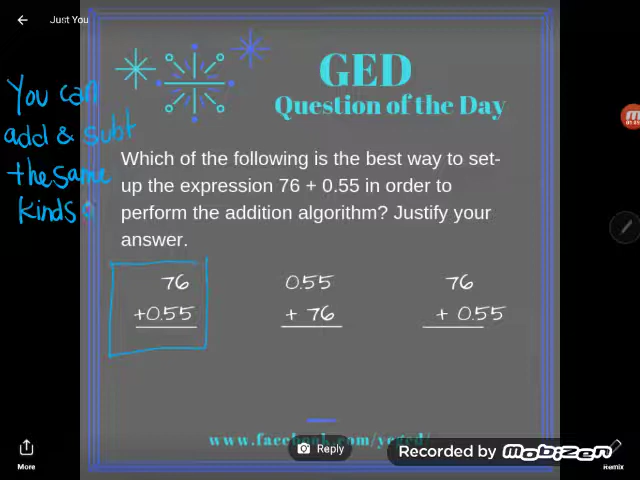 Just You
GED
Question of the Day
You can
add & subt
the same
kinds o
Which of the following is the best way to set-
up the expression 76 + 0.55 in order to
perform the addition algorithm? Justify your
answer.
76
+0.55
0.55
+ 76
76
+ 0.55
www.facebook.com/ycged/
More
Reply
Recorded by MOBIZEN
Remix